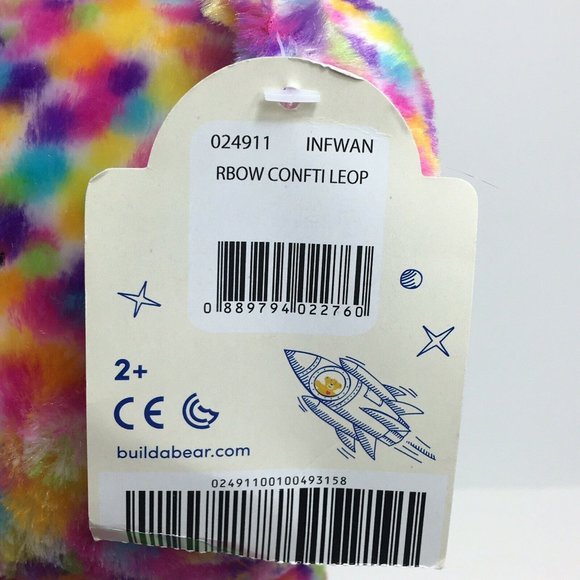 024911 INFWAN
RBOW CONFTI LEOP
0 889794 022760
2+
CE
buildabear.com
02491100100493158